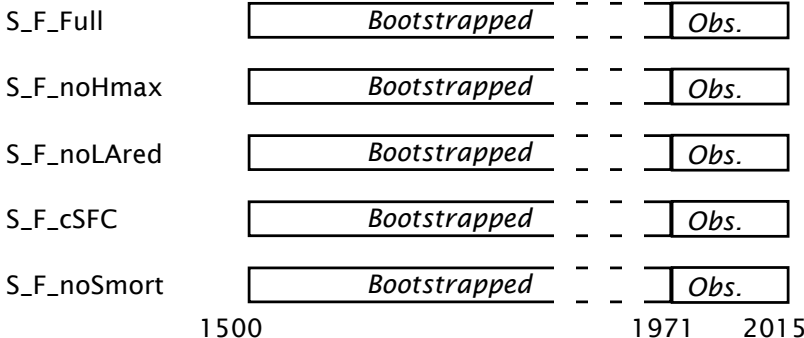 S_F_Full Bootstrapped Obs.
S_F_noHmax Bootstrapped Obs.
S_F_noLAred Bootstrapped Obs.
S_F_cSFC Bootstrapped Obs.
S_F_noSmort Bootstrapped Obs.
1500 1971 2015